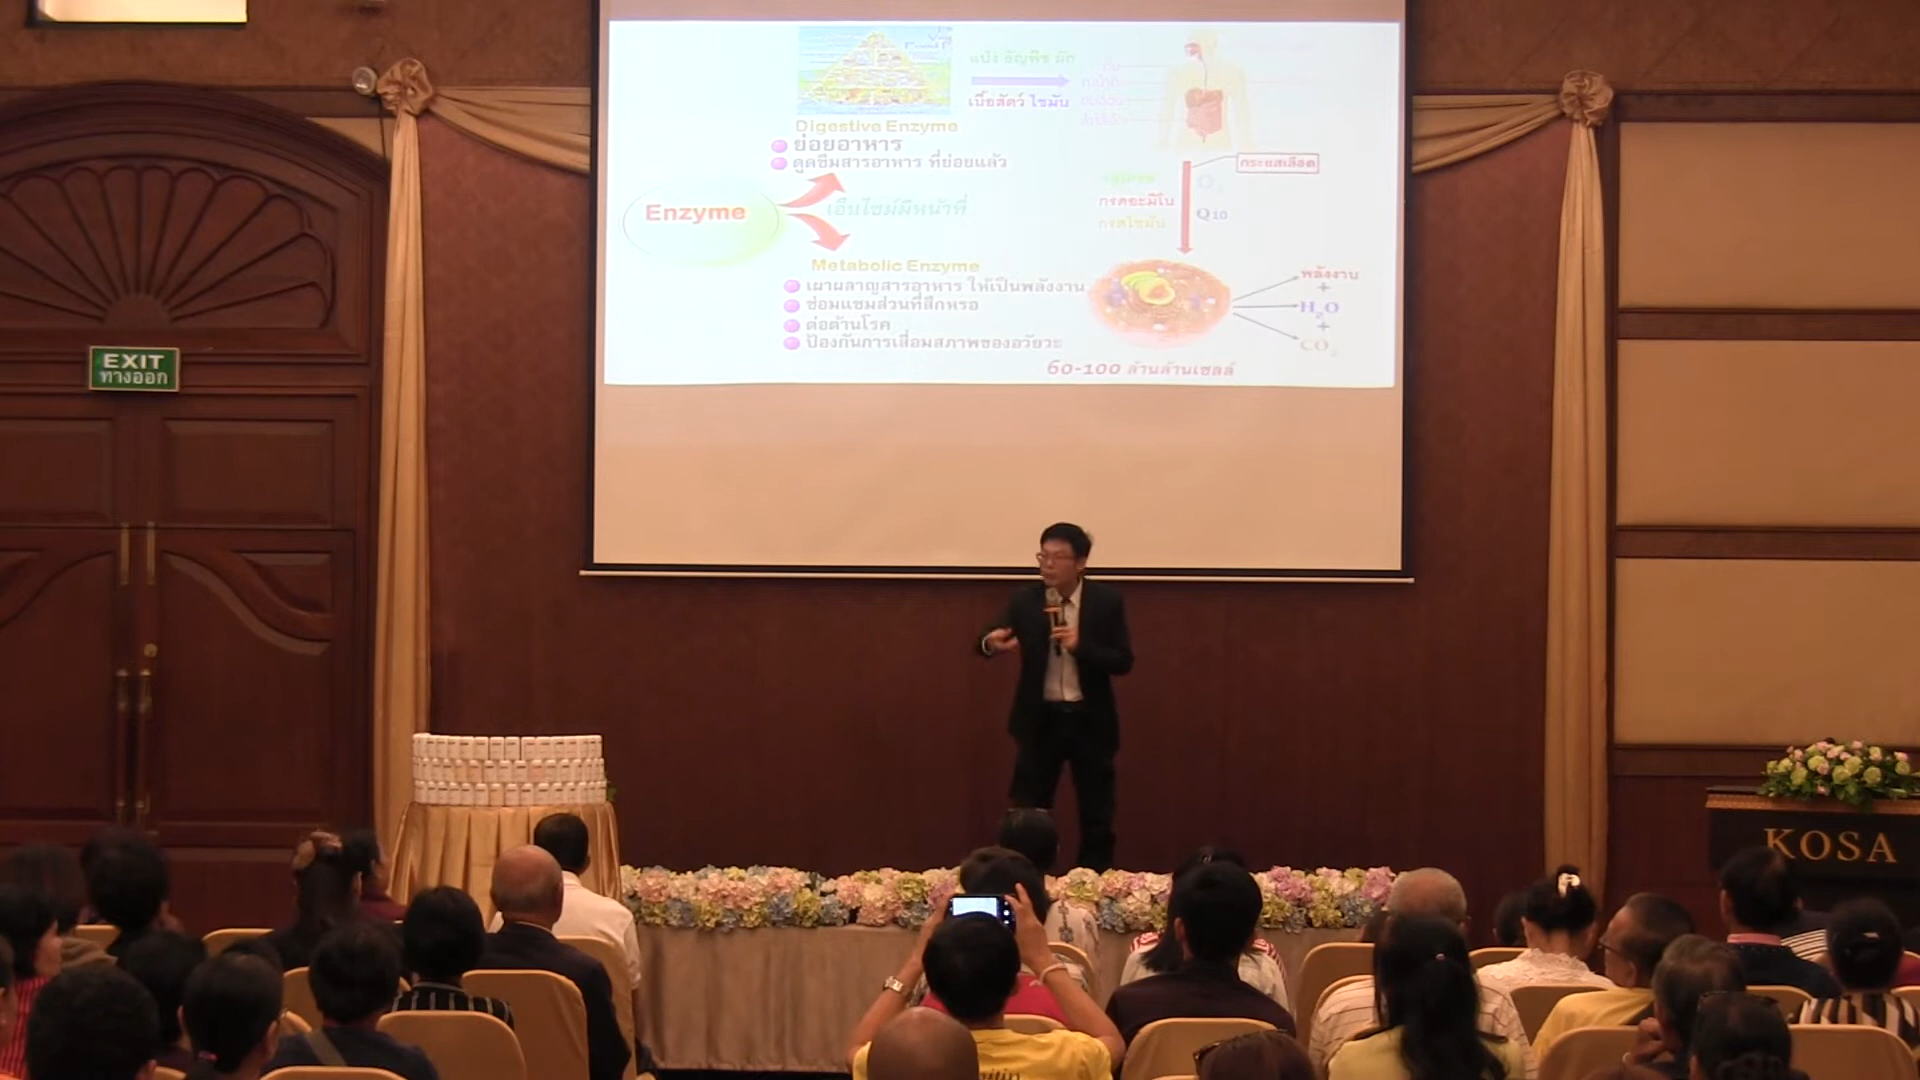 แป้ง ธัญพืช ผัก
เนื้อสัตว์ ไขมัน
Digestive Enzyme
ย่อยอาหาร
ดูดซึมสารอาหาร ที่ย่อยแล้ว
กระแสเลือด
Enzyme
เอ็นไซม์มีหน้าที่
กรดอะมิโน
กรดไขมัน
Q10
Metabolic Enzyme
เผาผลาญสารอาหาร ให้เป็นพลังงาน
ซ่อมแซมส่วนที่สึกหรอ
ต่อต้านโรค
ป้องกันการเสื่อมสภาพของอวัยวะ
พลังงาน
+
H₂O
+
CO₂
60-100 ล้านล้านเซลล์
EXIT
ทางออก
KOSA